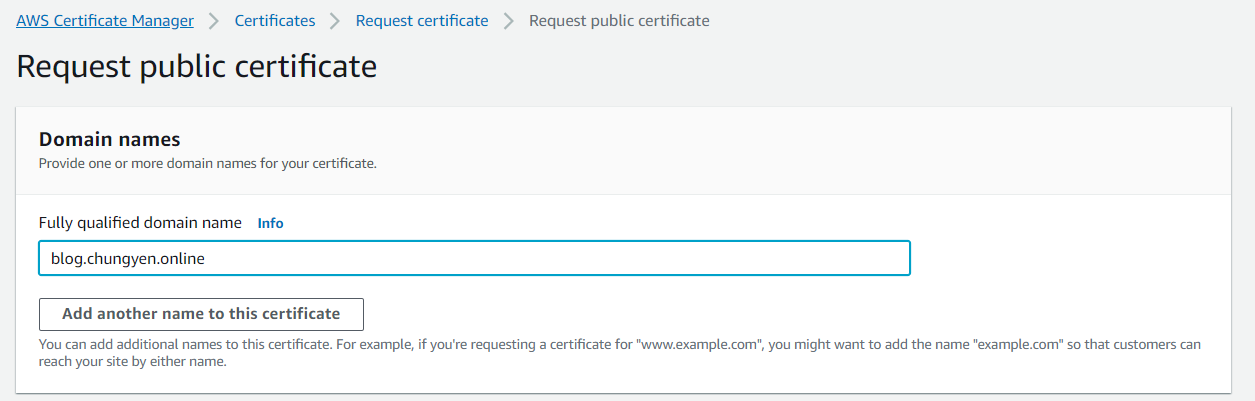 AWS Certificate Manager > Certificates > Request certificate > Request public certificate
Request public certificate
Domain names
Provide one or more domain names for your certificate.
Fully qualified domain name Info
blog.chungyen.online
Add another name to this certificate
You can add additional names to this certificate. For example, if you're requesting a certificate for "www.example.com", you might want to add the name "example.com" so that customers can
reach your site by either name.